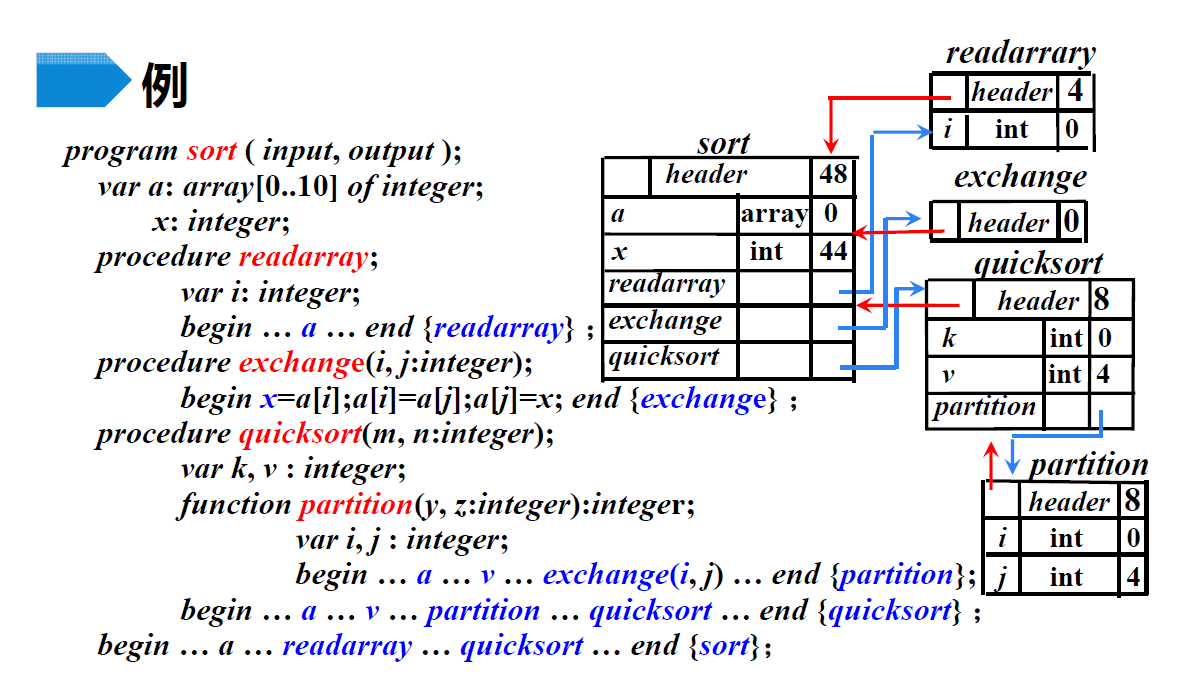 例
program sort ( input, output );
var a: array[0..10] of integer;
x: integer;
procedure readarray;
var i: integer;
begin … a … end {readarray} ;
procedure exchange(i, j:integer);
begin x=a[i];a[i]=a[j];a[j]=x; end {exchange} ;
procedure quicksort(m, n:integer);
var k, v : integer;
function partition(y, z:integer):integer;
var i, j : integer;
begin … a … v … exchange(i, j) … end {partition};
begin … a … v … partition … quicksort … end {quicksort} ;
begin … a … readarray … quicksort … end {sort};
sort
header 48
a array 0
x int 44
readarray
exchange
quicksort
readarrary
header 4
i int 0
exchange
header 0
quicksort
header 8
k int 0
v int 4
partition
partition
header 8
i int 0
j int 4